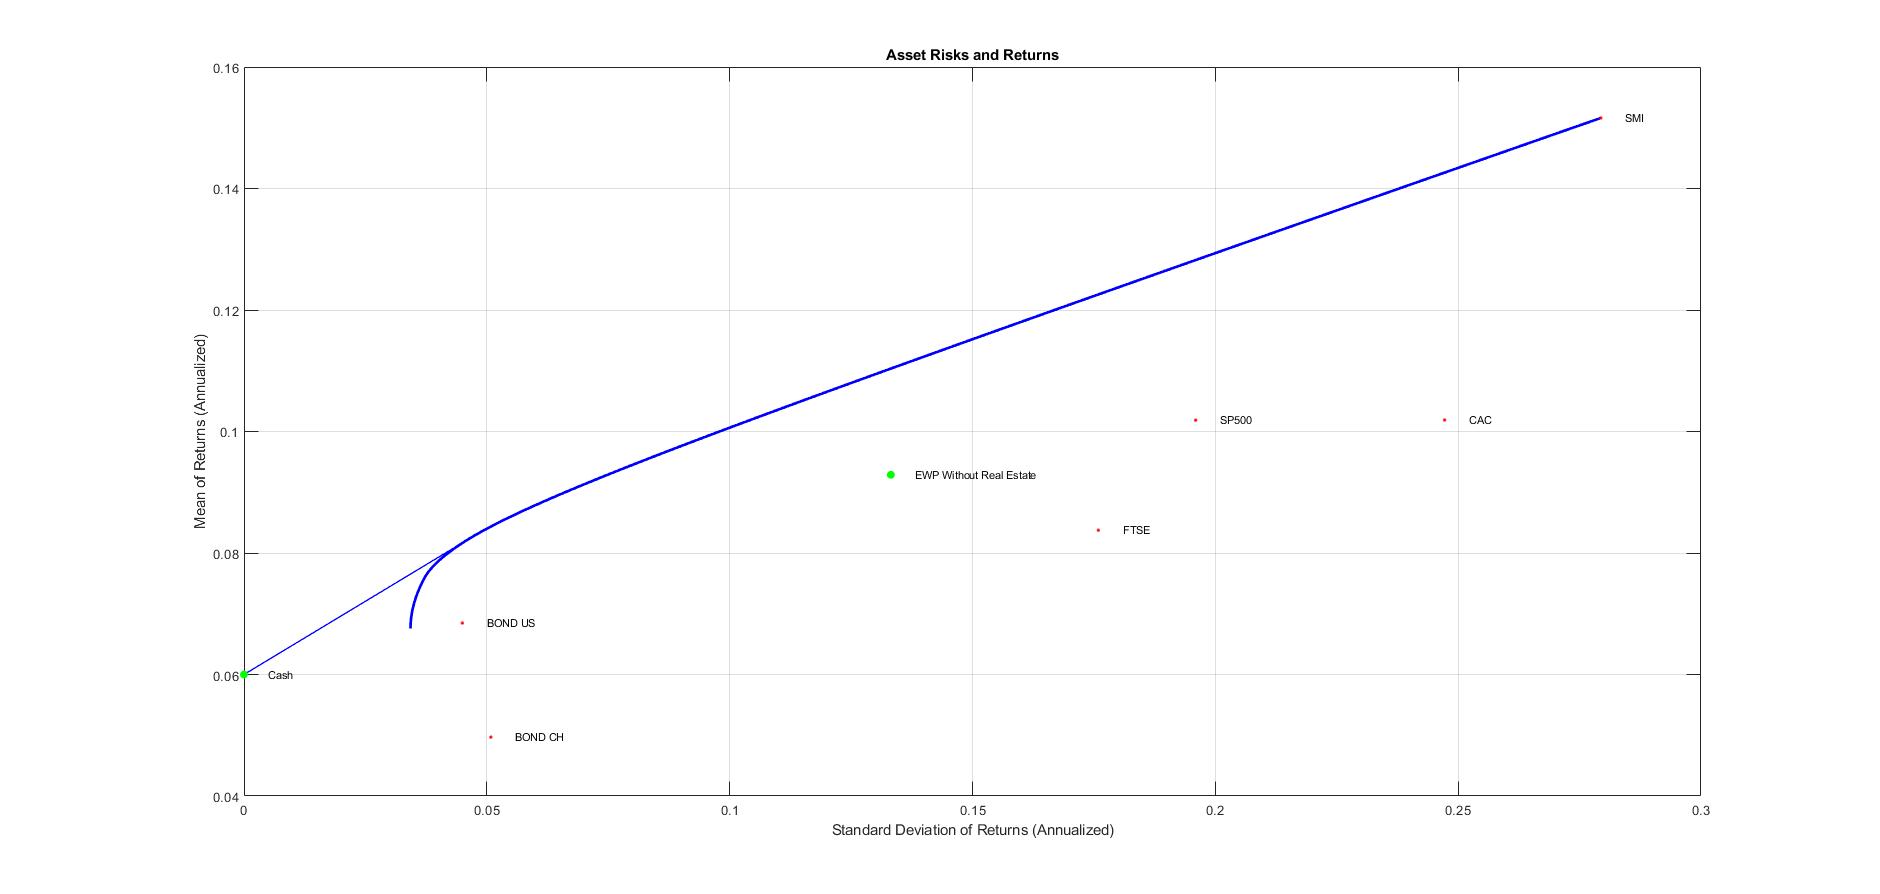 Asset Risks and Returns
0.16
SMI
0.14
0.12
Mean of Returns (Annualized)
SP500
CAC
0.1
EWP Without Real Estate
FTSE
0.08
BOND US
Cash
0.06
BOND CH
0.04
0 0.05 0.1 0.15 0.2 0.25 0.3
Standard Deviation of Returns (Annualized)